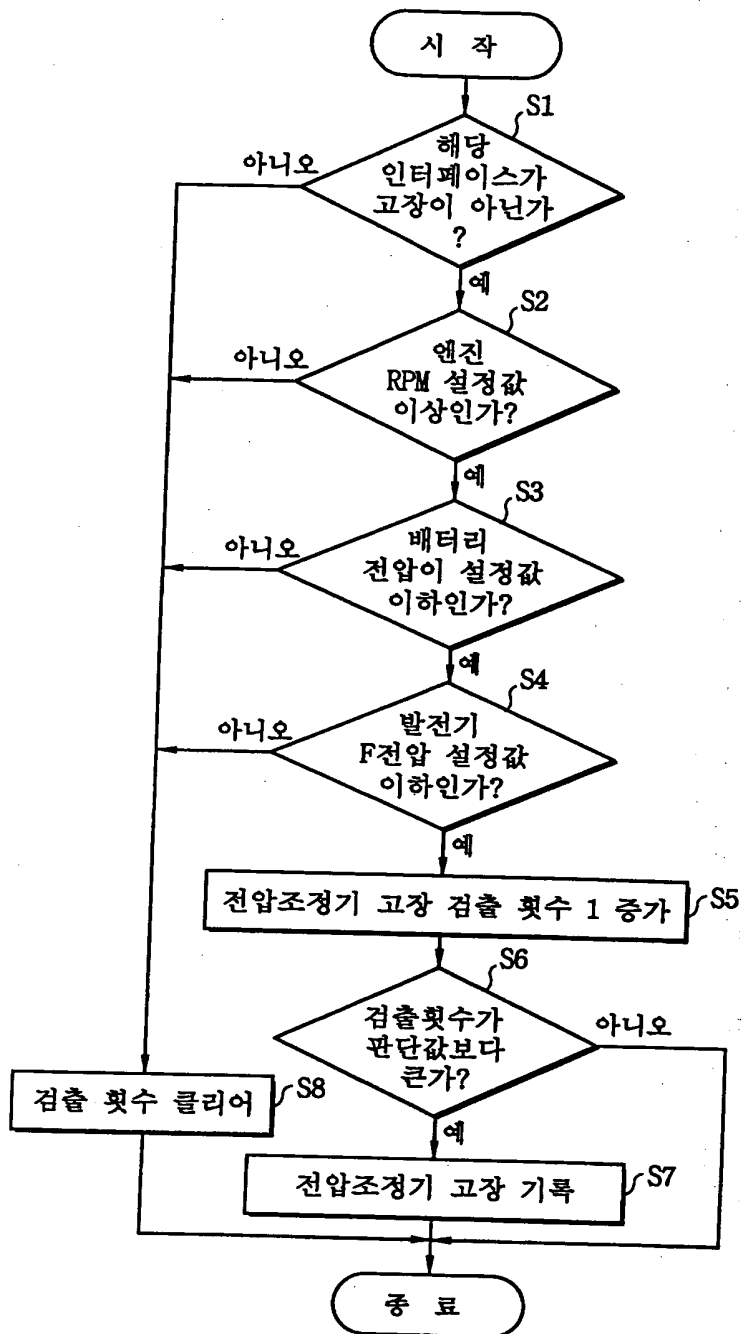 시 작
S1
해당
인터페이스가
고장이 아닌가
?
아니오
예
S2
엔진
RPM 설정값
이상인가?
아니오
예
S3
배터리
전압이 설정값
이하인가?
아니오
예
S4
발전기
F전압 설정값
이하인가?
아니오
예
전압조정기 고장 검출 횟수 1 증가
S5
S6
검출횟수가
판단값보다
큰가?
아니오
예
검출 횟수 클리어
S8
전압조정기 고장 기록
S7
종 료